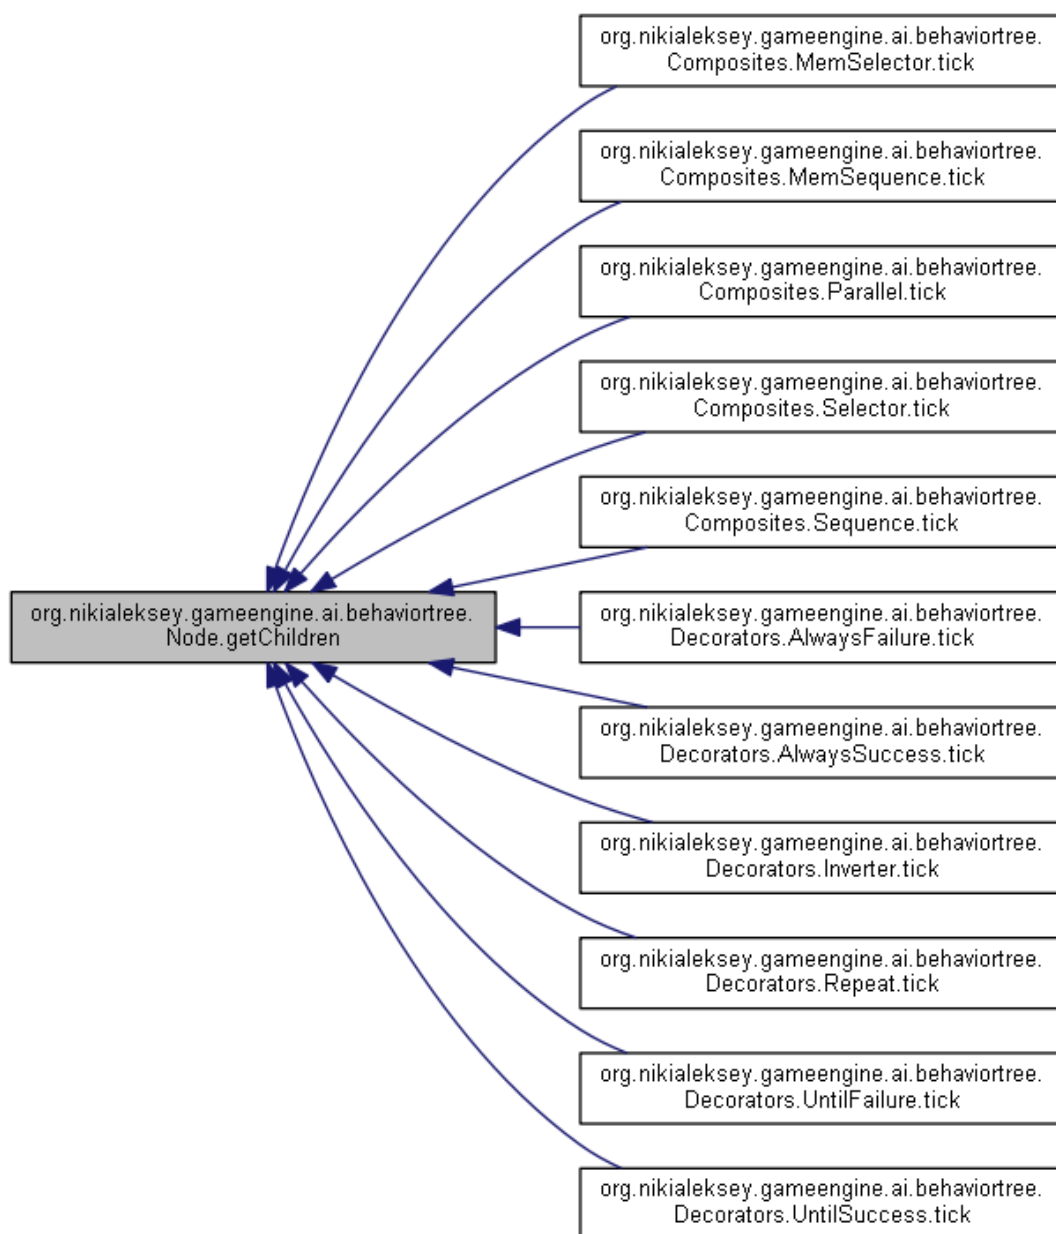 org.nikialeksey.gameengine.ai.behaviortree.
Composites.MemSelector.tick
org.nikialeksey.gameengine.ai.behaviortree.
Composites.MemSequence.tick
org.nikialeksey.gameengine.ai.behaviortree.
Composites.Parallel.tick
org.nikialeksey.gameengine.ai.behaviortree.
Composites.Selector.tick
org.nikialeksey.gameengine.ai.behaviortree.
Composites.Sequence.tick
org.nikialeksey.gameengine.ai.behaviortree.
Node.getChildren
org.nikialeksey.gameengine.ai.behaviortree.
Decorators.AlwaysFailure.tick
org.nikialeksey.gameengine.ai.behaviortree.
Decorators.AlwaysSuccess.tick
org.nikialeksey.gameengine.ai.behaviortree.
Decorators.Inverter.tick
org.nikialeksey.gameengine.ai.behaviortree.
Decorators.Repeat.tick
org.nikialeksey.gameengine.ai.behaviortree.
Decorators.UntilFailure.tick
org.nikialeksey.gameengine.ai.behaviortree.
Decorators.UntilSuccess.tick